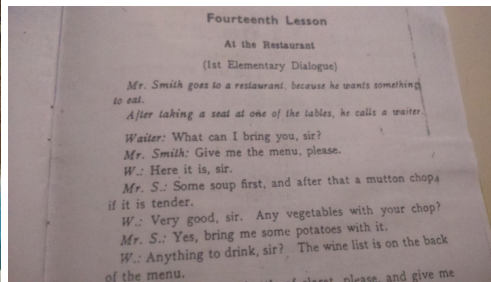 Fourteenth Lesson
At the Restaurant
(1st Elementary Dialogue)
Mr. Smith goes to a restaurant, because he wants something
to eat.
After taking a seat at one of the tables, he calls a waiter.
Waiter: What can I bring you, sir?
Mr. Smith: Give me the menu, please.
W.: Here it is, sir.
Mr. S.: Some soup first, and after that a mutton chop,
if it is tender.
W.: Very good, sir. Any vegetables with your chop?
Mr. S.: Yes, bring me some potatoes with it.
W.: Anything to drink, sir? The wine list is on the back
of the menu.
please, and give me